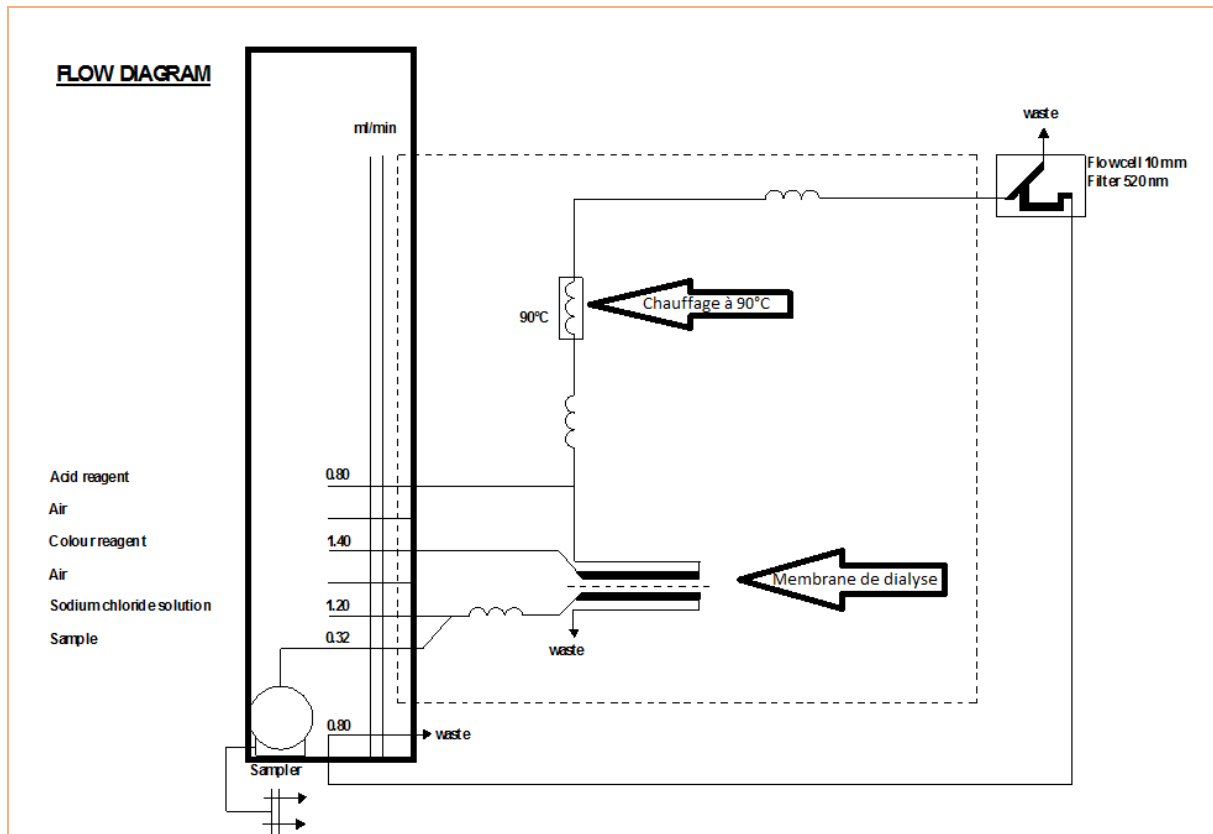 FLOW DIAGRAM
ml/min
waste
Flowcell 10 mm
Filter 520 nm
Chauffage à 90°C
90°C
Acid reagent
0.80
Air
Colour reagent
1.40
Air
Membrane de dialyse
Sodium chloride solution
1.20
Sample
0.32
waste
0.80
waste
Sampler